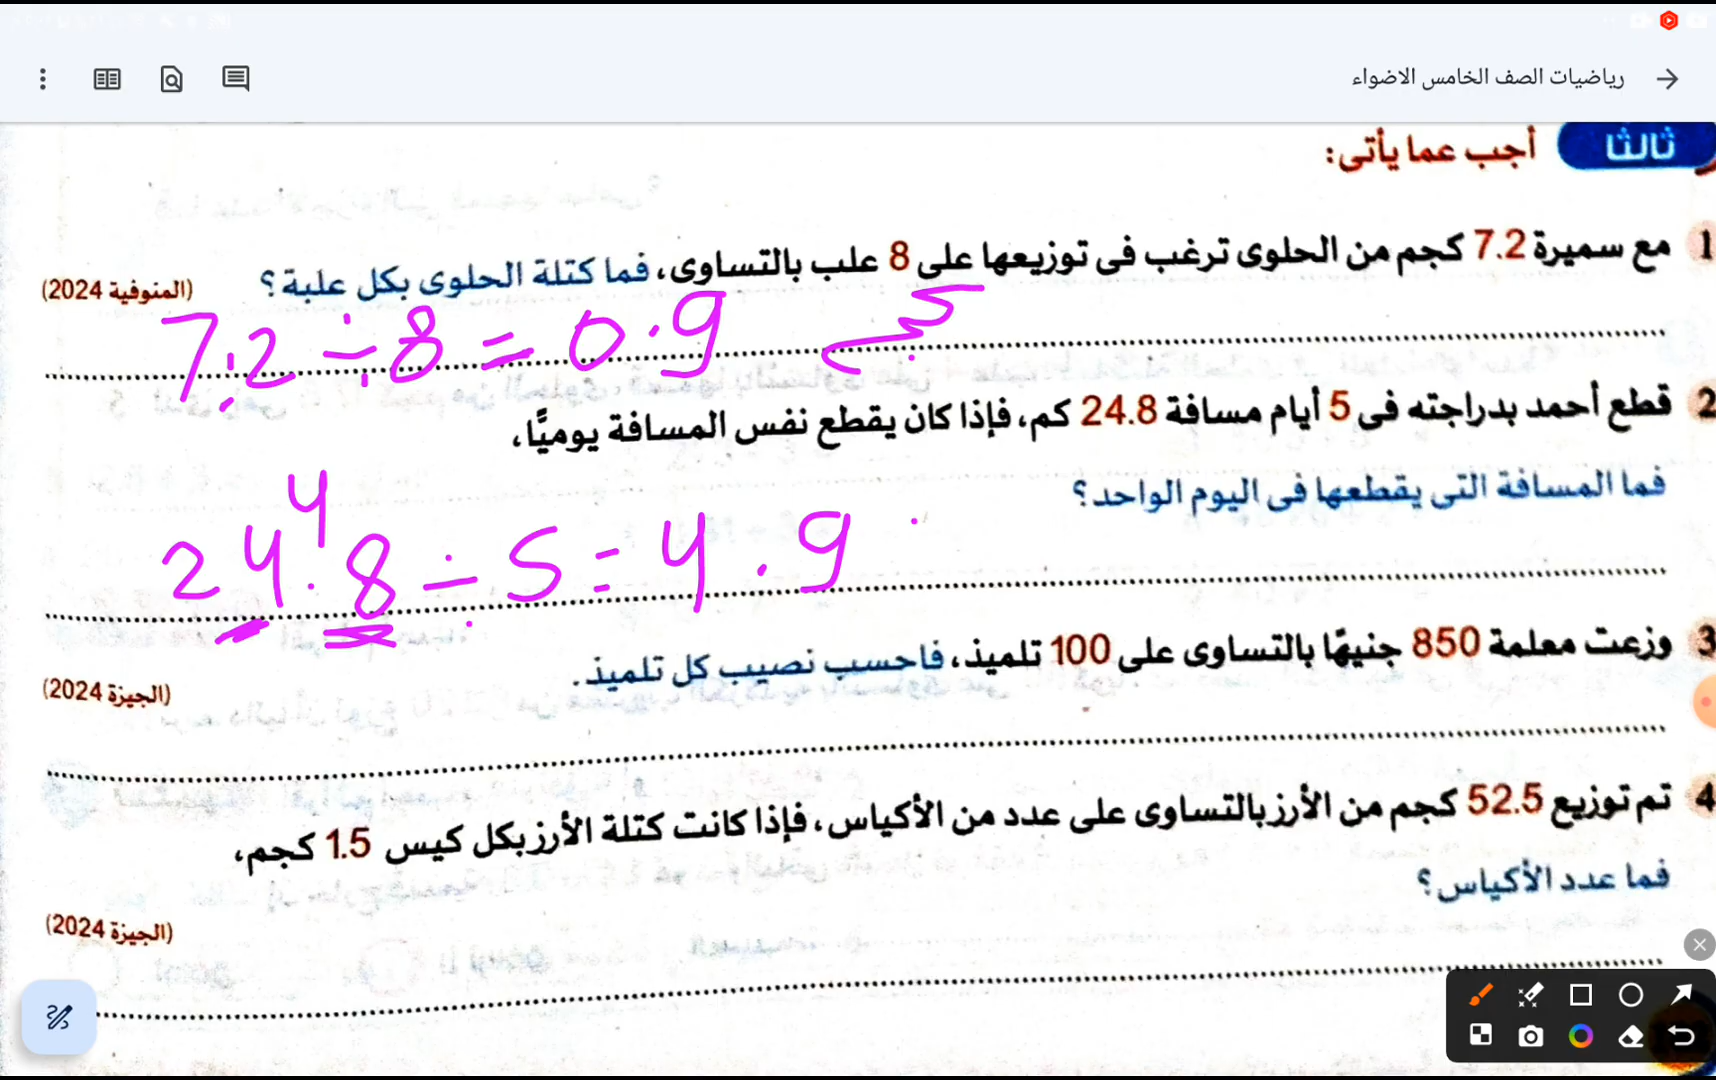 رياضيات الصف الخامس الاضواء
ثالثا أجب عما يأتى:
1 مع سميرة 7.2 كجم من الحلوى ترغب فى توزيعها على 8 علب بالتساوى، فما كتلة الحلوى بكل علبة؟ (المنوفية 2024)
7.2 ÷ 8 = 0.9
2 قطع أحمد بدراجته فى 5 أيام مسافة 24.8 كم، فإذا كان يقطع نفس المسافة يوميًّا،
فما المسافة التى يقطعها فى اليوم الواحد؟
4
24.8 ÷ 5 = 4.9
3 وزعت معلمة 850 جنيهًا بالتساوى على 100 تلميذ، فاحسب نصيب كل تلميذ.
(الجيزة 2024)
4 تم توزيع 52.5 كجم من الأرز بالتساوى على عدد من الأكياس، فإذا كانت كتلة الأرز بكل كيس 1.5 كجم،
فما عدد الأكياس؟
(الجيزة 2024)